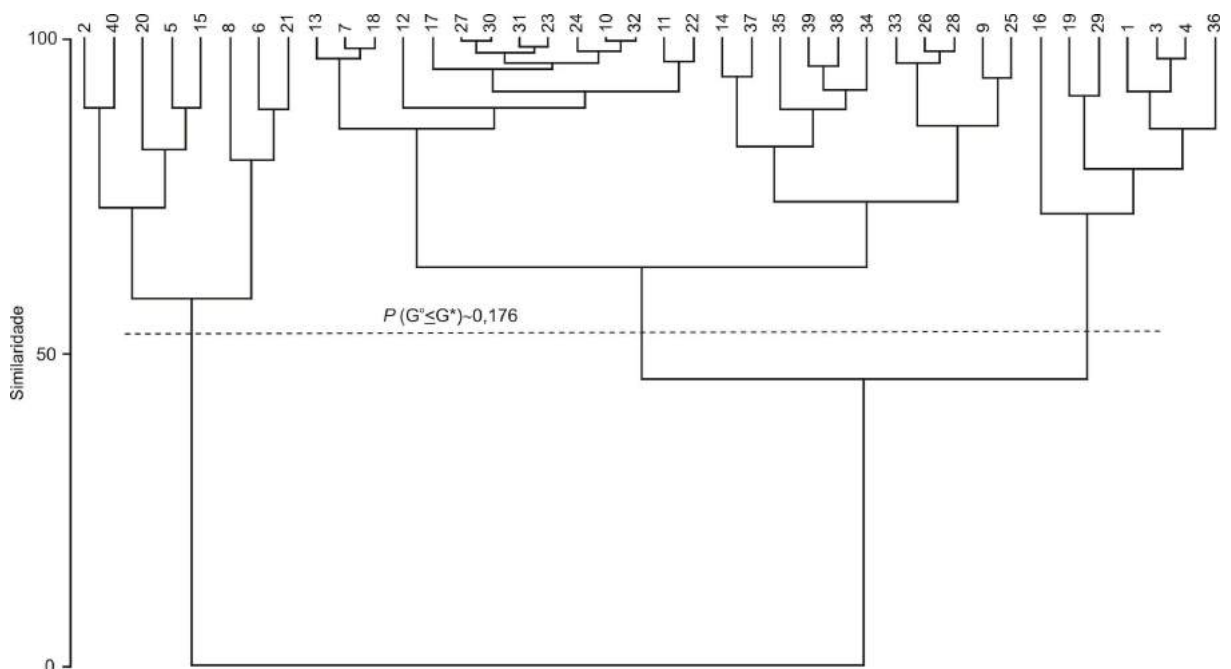 2 40 20 5 15 8 6 21 13 7 18 12 17 27 30 31 23 24 10 32 11 22 14 37 35 39 38 34 33 26 28 9 25 16 19 29 1 3 4 36
100
P (G°≤G*)~0,176
50
Similaridade
0